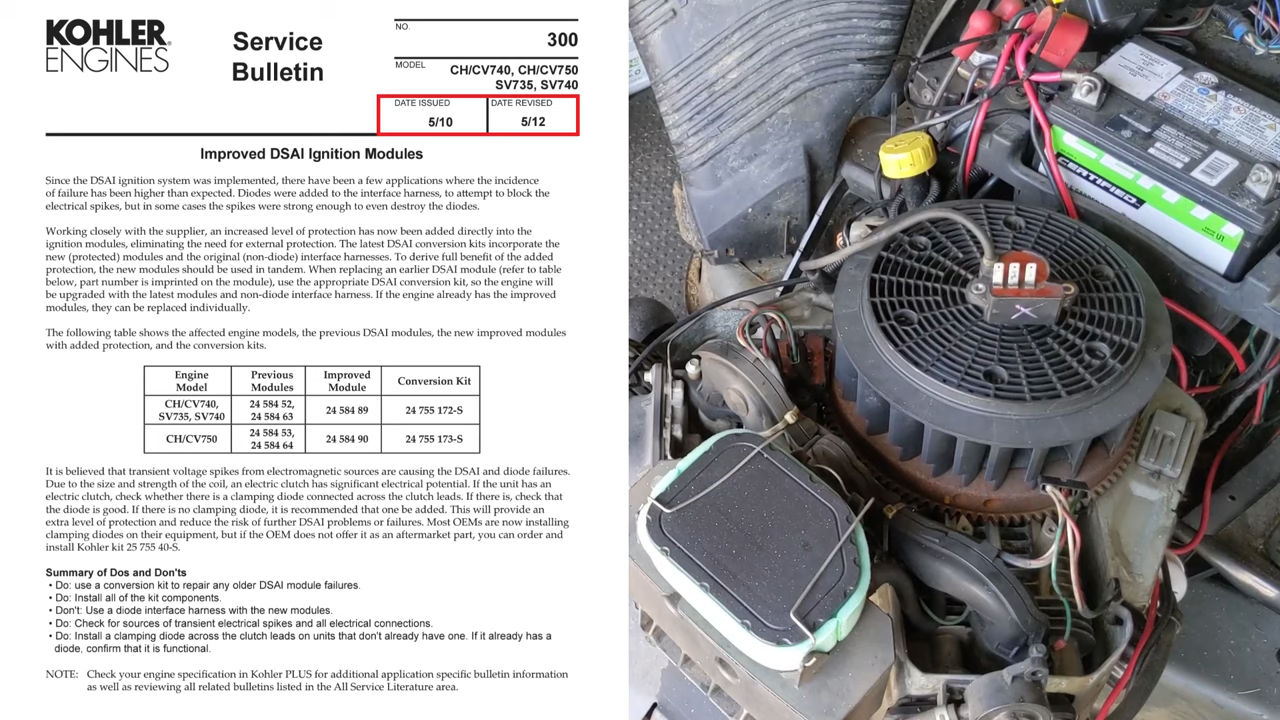 KOHLER®
ENGINES
Service
Bulletin
NO.
300
MODEL
CH/CV740, CH/CV750
SV735, SV740
DATE ISSUED
DATE REVISED
5/10
5/12
Improved DSAI Ignition Modules
Since the DSAI ignition system was implemented, there have been a few applications where the incidence
of failure has been higher than expected. Diodes were added to the interface harness, to attempt to block the
electrical spikes, but in some cases the spikes were strong enough to even destroy the diodes.
Working closely with the supplier, an increased level of protection has now been added directly into the
ignition modules, eliminating the need for external protection. The latest DSAI conversion kits incorporate the
new (protected) modules and the original (non-diode) interface harnesses. To derive full benefit of the added
protection, the new modules should be used in tandem. When replacing an earlier DSAI module (refer to table
below, part number is imprinted on the module), use the appropriate DSAI conversion kit, so the engine will
be upgraded with the latest modules and non-diode interface harness. If the engine already has the improved
modules, they can be replaced individually.
The following table shows the affected engine models, the previous DSAI modules, the new improved modules
with added protection, and the conversion kits.
Engine Model Previous Modules Improved Module Conversion Kit
CH/CV740, SV735, SV740 24 584 52, 24 584 63 24 584 89 24 755 172-S
CH/CV750 24 584 53, 24 584 64 24 584 90 24 755 173-S
It is believed that transient voltage spikes from electromagnetic sources are causing the DSAI and diode failures.
Due to the size and strength of the coil, an electric clutch has significant electrical potential. If the unit has an
electric clutch, check whether there is a clamping diode connected across the clutch leads. If there is, check that
the diode is good. If there is no clamping diode, it is recommended that one be added. This will provide an
extra level of protection and reduce the risk of further DSAI problems or failures. Most OEMs are now installing
clamping diodes on their equipment, but if the OEM does not offer it as an aftermarket part, you can order and
install Kohler kit 25 755 40-S.
Summary of Dos and Don'ts
• Do: use a conversion kit to repair any older DSAI module failures.
• Do: Install all of the kit components.
• Don't: Use a diode interface harness with the new modules.
• Do: Check for sources of transient electrical spikes and all electrical connections.
• Do: Install a clamping diode across the clutch leads on units that don't already have one. If it already has a
diode, confirm that it is functional.
NOTE: Check your engine specification in Kohler PLUS for additional application specific bulletin information
as well as reviewing all related bulletins listed in the All Service Literature area.
CERTIFIED.
U1
X